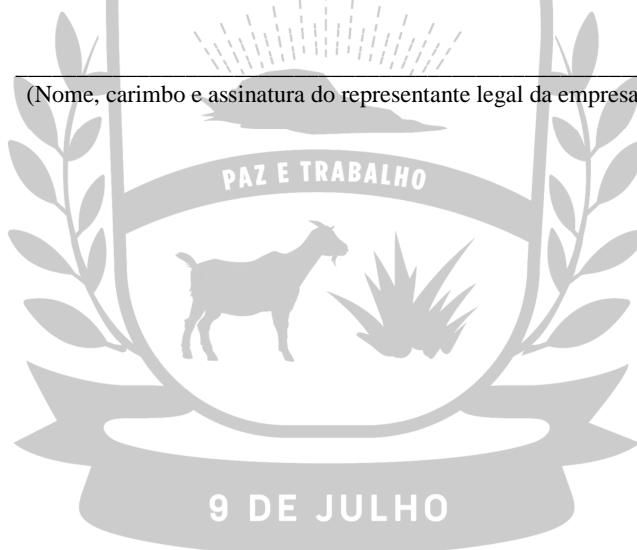 (Nome, carimbo e assinatura do representante legal da empresa
PAZ E TRABALHO
9 DE JULHO